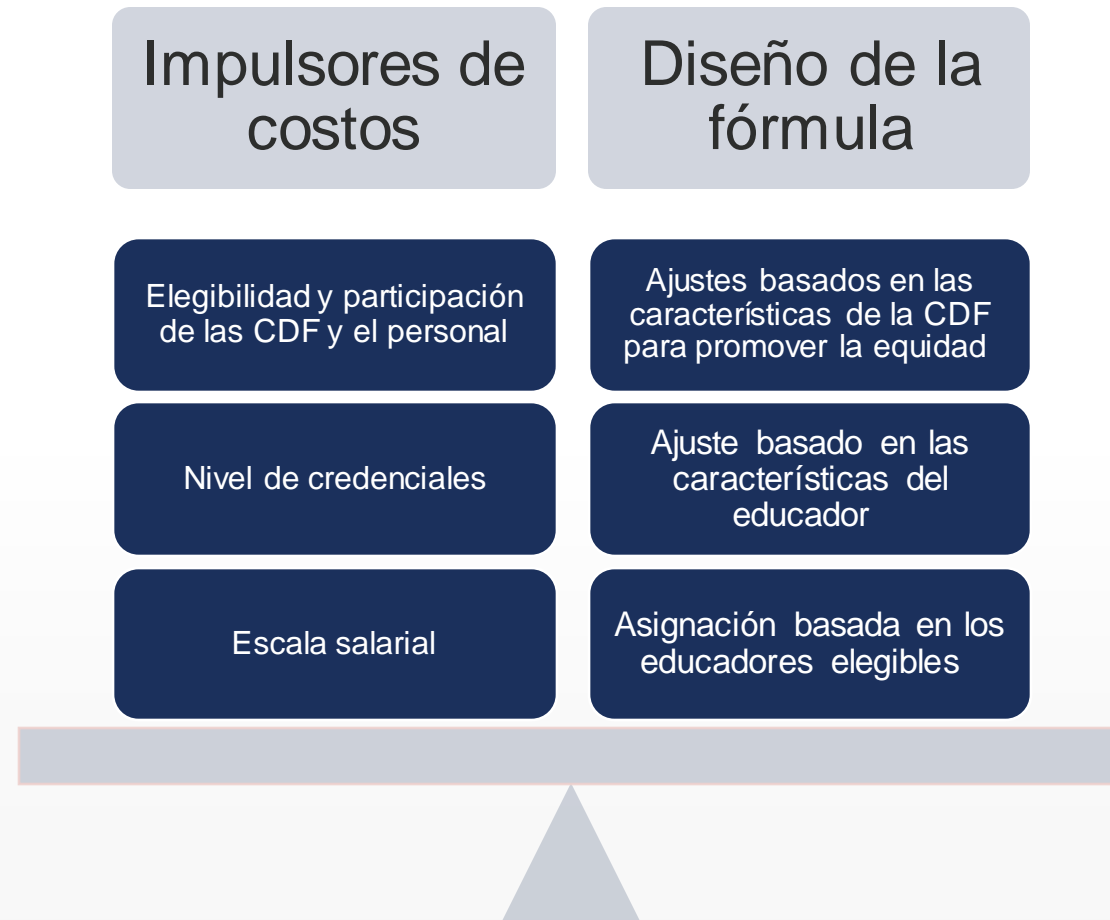 Impulsores de
costos
Diseño de la
fórmula
Elegibilidad y participación
de las CDF y el personal
Ajustes basados en las
características de la CDF
para promover la equidad
Nivel de credenciales
Ajuste basado en las
características del
educador
Escala salarial
Asignación basada en los
educadores elegibles